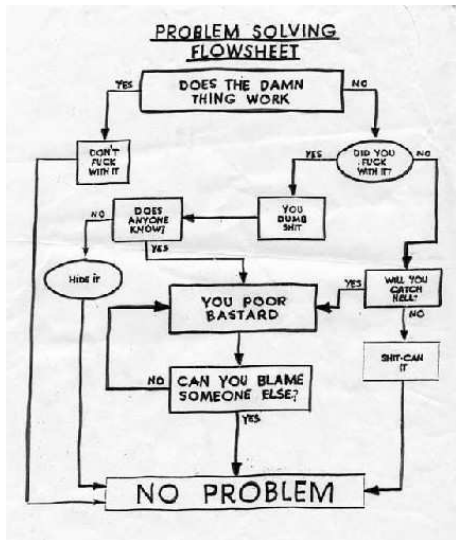 PROBLEM SOLVING
FLOWSHEET
DOES THE DAMN
THING WORK
YES
NO
DON'T
FUCK
WITH IT
DID YOU
FUCK
WITH IT?
YES
NO
YOU
DUMB
SHIT
DOES
ANYONE
KNOW?
NO
YES
HIDE IT
YOU POOR
BASTARD
YES
WILL YOU
CATCH
HELL?
NO
SHIT-CAN
IT
CAN YOU BLAME
SOMEONE ELSE?
NO
YES
NO PROBLEM